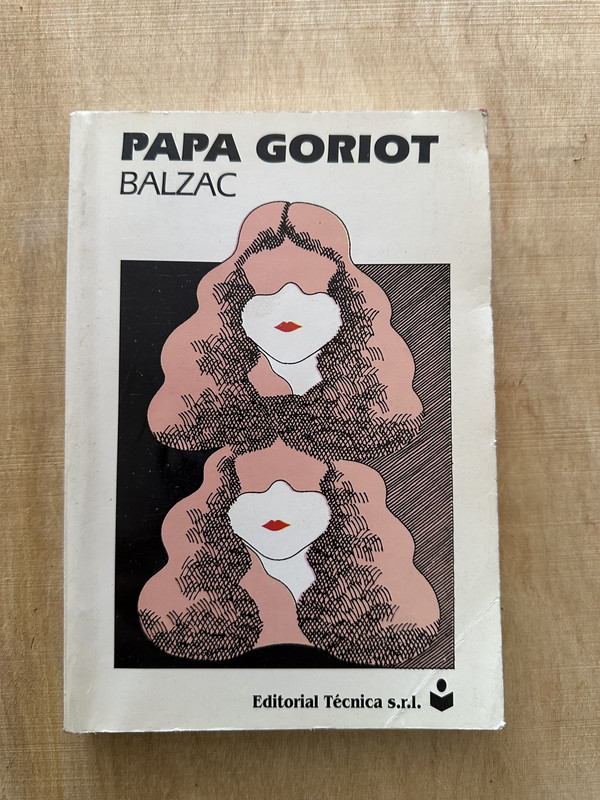 PAPA GORIOT
BALZAC
Editorial Técnica s.r.l.